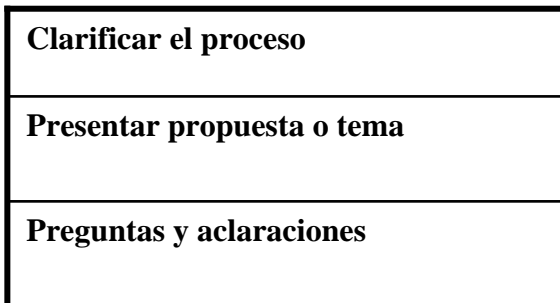 Clarificar el proceso
Presentar propuesta o tema
Preguntas y aclaraciones